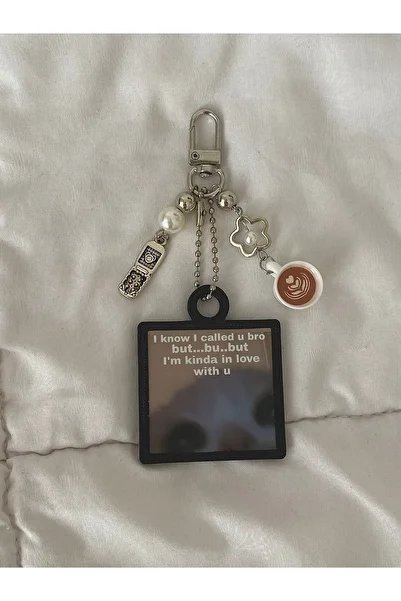 I know I called u bro
but...bu..but
I'm kinda in love
with u